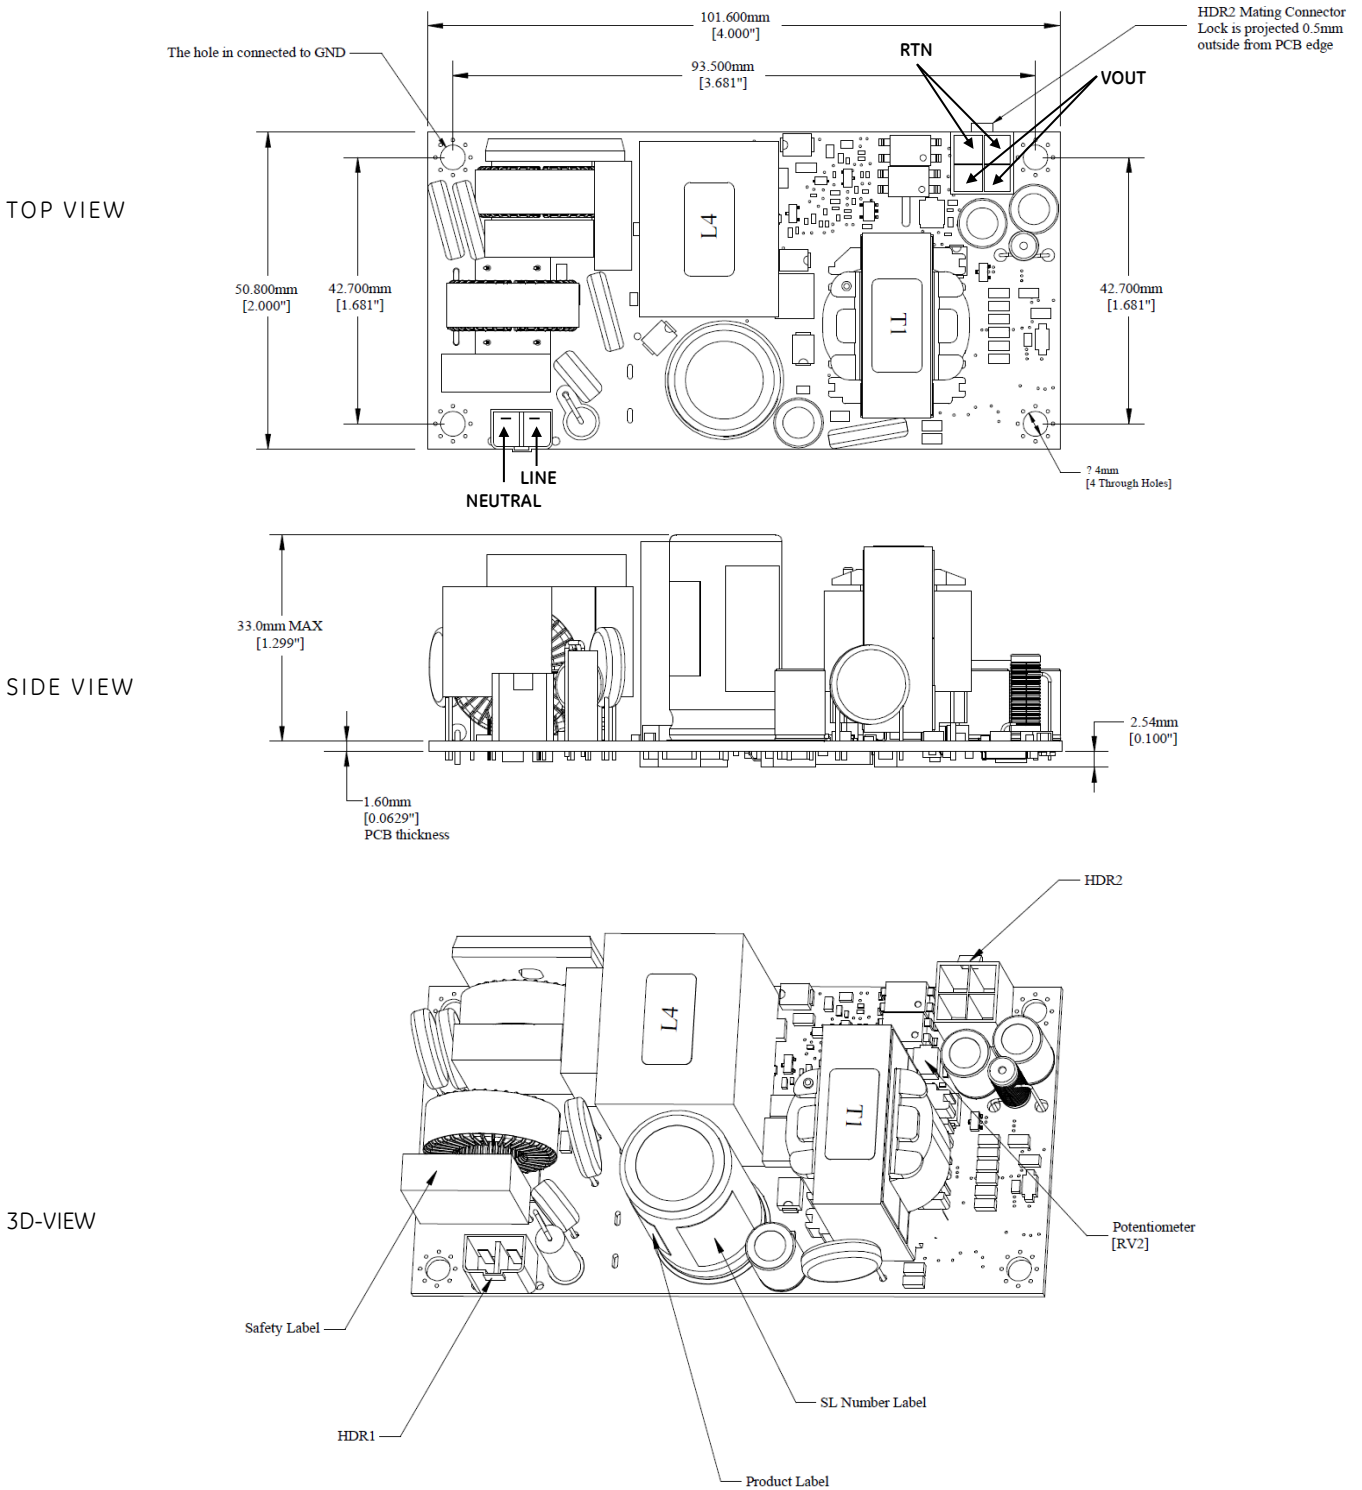 101.600mm
[4.000"]
HDR2 Mating Connector
Lock is projected 0.5mm
outside from PCB edge
The hole in connected to GND
RTN
93.500mm
[3.681"]
VOUT
TOP VIEW
L4
50.800mm
[2.000"]
42.700mm
[1.681"]
42.700mm
[1.681"]
T1
LINE
NEUTRAL
? 4mm
[4 Through Holes]
33.0mm MAX
[1.299"]
SIDE VIEW
2.54mm
[0.100"]
1.60mm
[0.0629"]
PCB thickness
HDR2
L4
T1
3D-VIEW
Potentiometer
[RV2]
Safety Label
SL Number Label
HDR1
Product Label